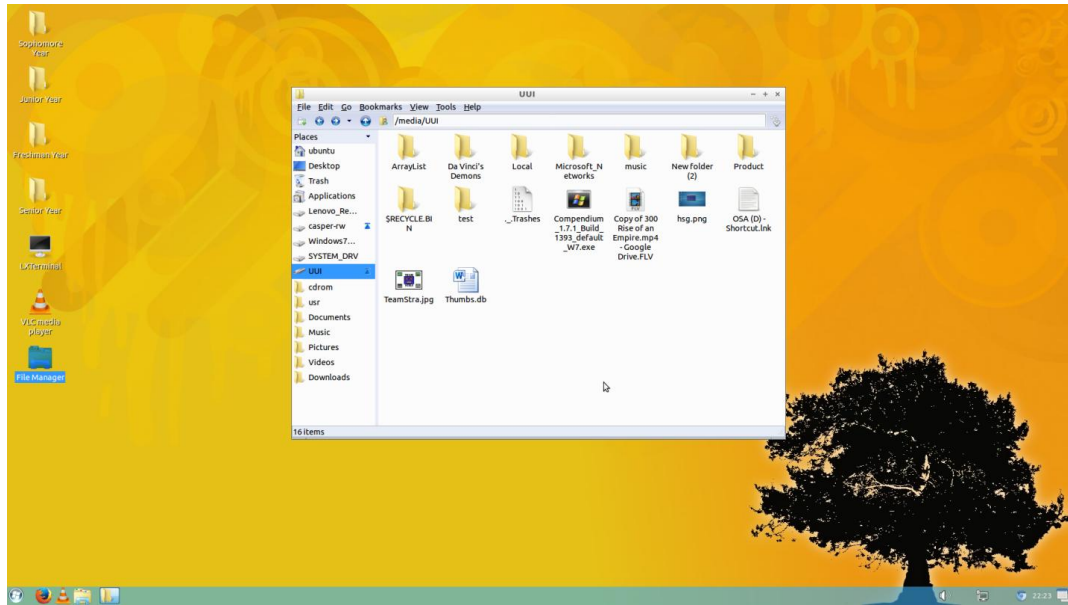 Sophomore
Year
Junior Year
Freshman Year
Senior Year
LXTerminal
VLC media
player
File Manager
UUI
File Edit Go Bookmarks View Tools Help
/media/UUI
Places
ubuntu
Desktop
Trash
Applications
Lenovo_Re...
casper-rw
Windows7...
SYSTEM_DRV
UUI
cdrom
usr
Documents
Music
Pictures
Videos
Downloads
ArrayList
Da Vinci's
Demons
Local
Microsoft_N
etworks
music
New folder
(2)
Product
$RECYCLE.BI
N
test
._.Trashes
Compendium
_1.7.1_Build_
1393_default
_W7.exe
Copy of 300
Rise of an
Empire.mp4
- Google
Drive.FLV
hsg.png
OSA (D) -
Shortcut.lnk
TeamStra.jpg
Thumbs.db
16 items
22:23